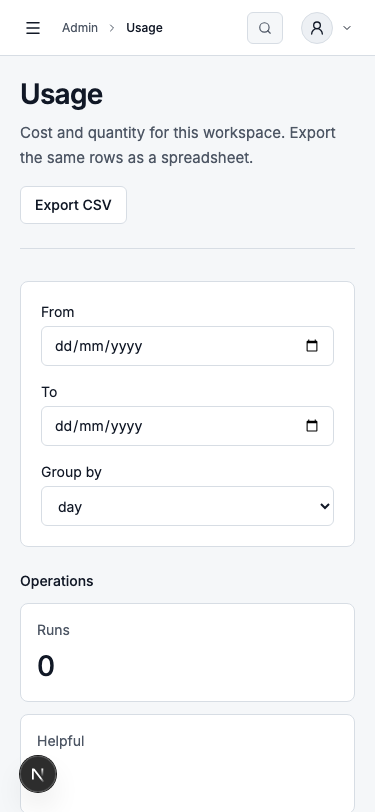 Admin
Usage
Usage
Cost and quantity for this workspace. Export
the same rows as a spreadsheet.
Export CSV
From
dd/mm/yyyy
To
dd/mm/yyyy
Group by
day
Operations
Runs
0
Helpful
N